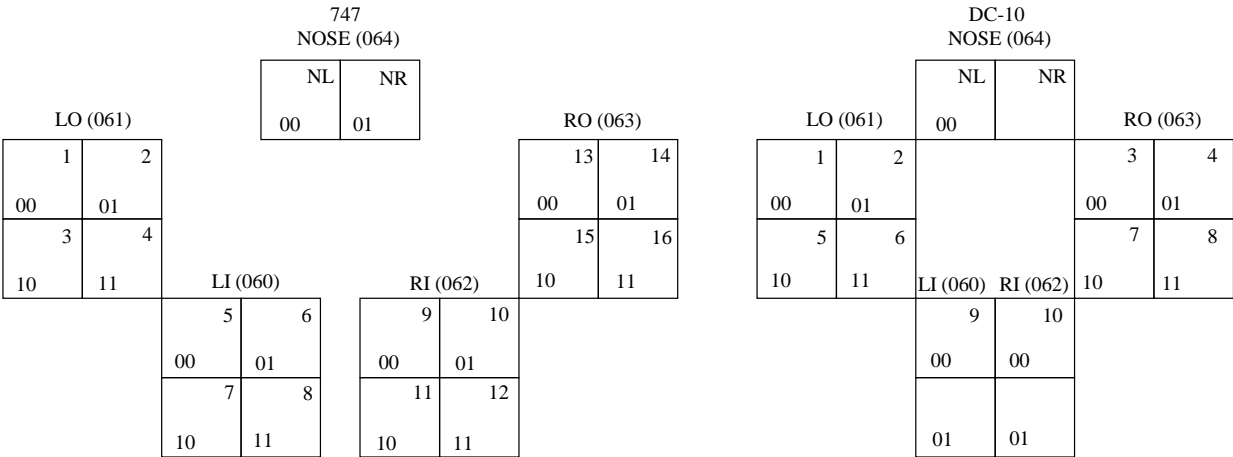 747
NOSE (064)
NL NR
00 01
LO (061)
1 2
00 01
3 4
10 11
LI (060)
5 6
00 01
7 8
10 11
RI (062)
9 10
00 01
11 12
10 11
RO (063)
13 14
00 01
15 16
10 11
DC-10
NOSE (064)
NL NR
00
LO (061)
1 2
00 01
5 6
10 11
RO (063)
3 4
00 01
7 8
10 11
LI (060) RI (062)
9 10
00 00
01 01